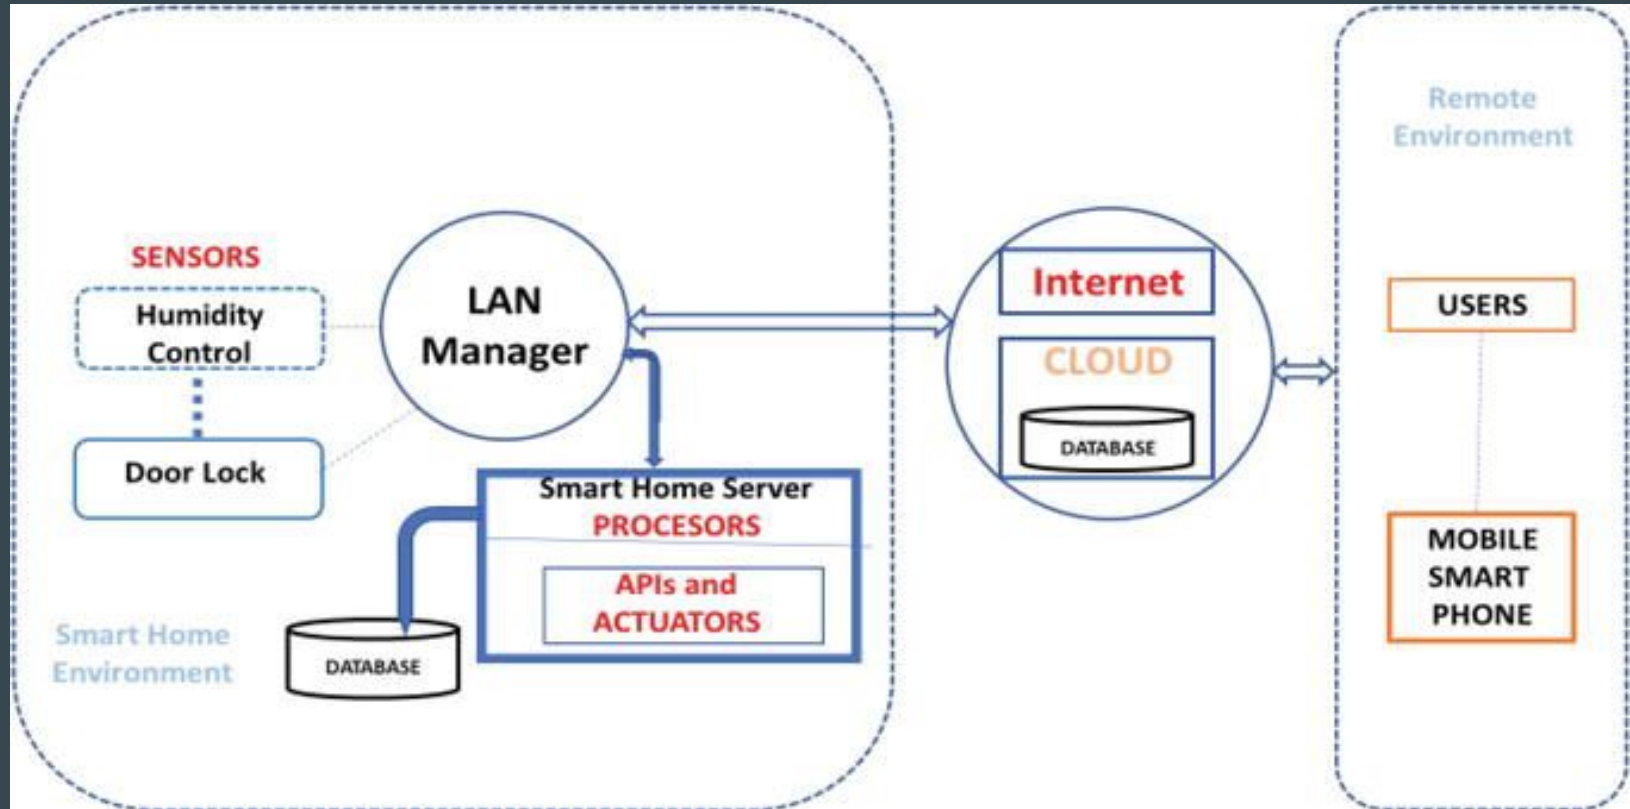 SENSORS
Humidity
Control
Door Lock
LAN
Manager
Smart Home Server
PROCESORS
APIs and
ACTUATORS
DATABASE
Smart Home
Environment
Internet
CLOUD
DATABASE
Remote
Environment
USERS
MOBILE
SMART
PHONE